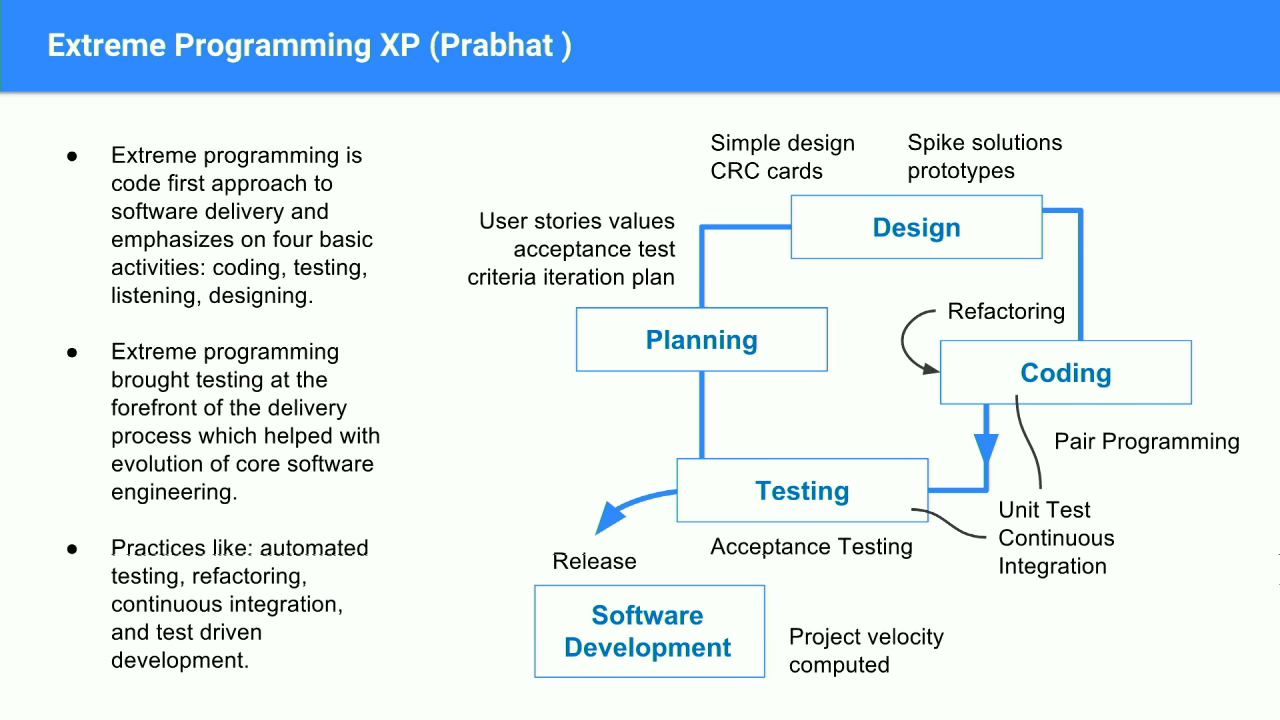 Extreme Programming XP (Prabhat )
● Extreme programming is
code first approach to
software delivery and
emphasizes on four basic
activities: coding, testing,
listening, designing.
● Extreme programming
brought testing at the
forefront of the delivery
process which helped with
evolution of core software
engineering.
● Practices like: automated
testing, refactoring,
continuous integration,
and test driven
development.
Simple design
CRC cards
Spike solutions
prototypes
User stories values
acceptance test
criteria iteration plan
Design
Planning
Refactoring
Coding
Pair Programming
Testing
Unit Test
Continuous
Integration
Acceptance Testing
Release
Software
Development
Project velocity
computed